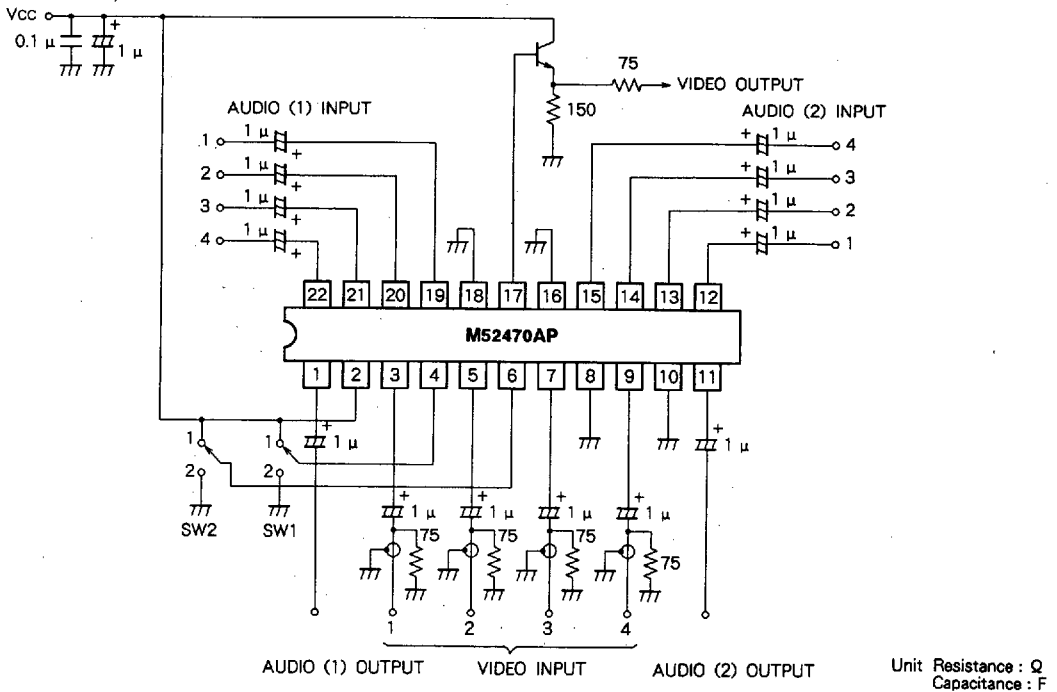 Vcc
0.1 μ
+
1 μ
75
VIDEO OUTPUT
150
AUDIO (1) INPUT
AUDIO (2) INPUT
1 1 μ +
2 1 μ +
3 1 μ +
4 1 μ +
+ 1 μ 4
+ 1 μ 3
+ 1 μ 2
+ 1 μ 1
22 21 20 19 18 17 16 15 14 13 12
M52470AP
1 2 3 4 5 6 7 8 9 10 11
1 1 + 1 μ + 1 μ
2 2
SW2 SW1
+ 1 μ + 1 μ + 1 μ + 1 μ
75 75 75 75
1 2 3 4
AUDIO (1) OUTPUT VIDEO INPUT AUDIO (2) OUTPUT
Unit Resistance : Ω
Capacitance : F